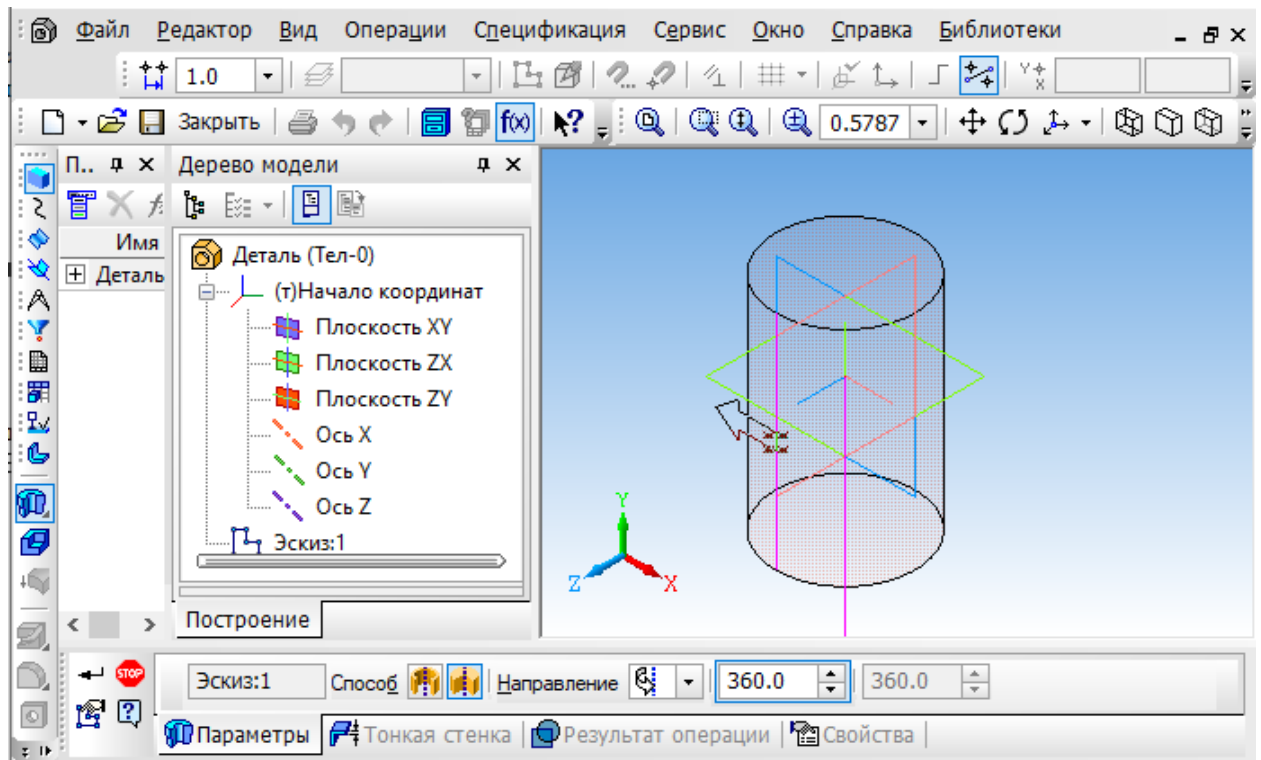 Файл Редактор Вид Операции Спецификация Сервис Окно Справка Библиотеки
1.0
Закрыть f(x) 0.5787
П.. Дерево модели
Имя
Деталь
Деталь (Тел-0)
(т)Начало координат
Плоскость XY
Плоскость ZX
Плоскость ZY
Ось X
Ось Y
Ось Z
Эскиз:1
Построение
Y
Z
X
STOP Эскиз:1 Способ Направление 360.0 360.0
Параметры Тонкая стенка Результат операции Свойства